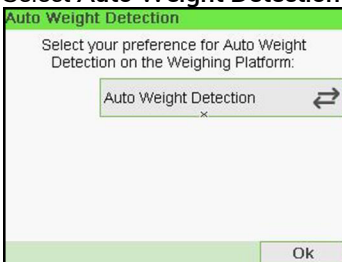 Select Auto Weight Detection
Auto Weight Detection
Select your preference for Auto Weight
Detection on the Weighing Platform:
Auto Weight Detection
Ok